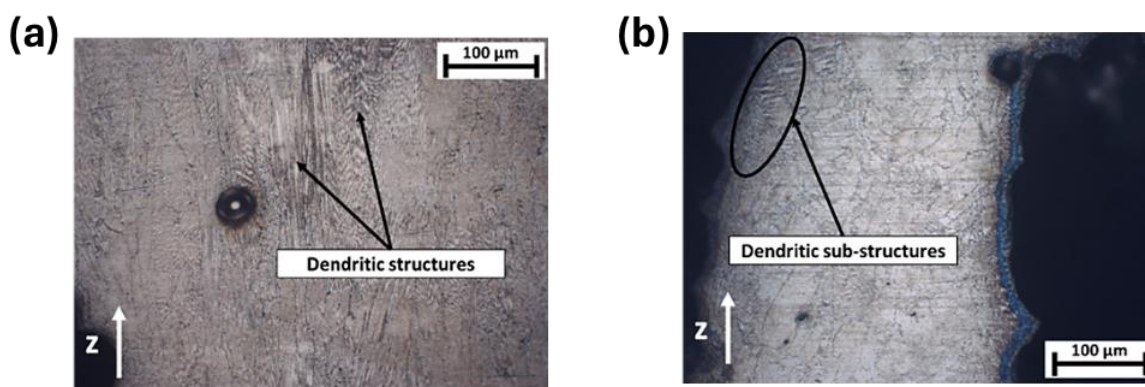 (a)
100 µm
Dendritic structures
Z
(b)
Dendritic sub-structures
Z
100 µm